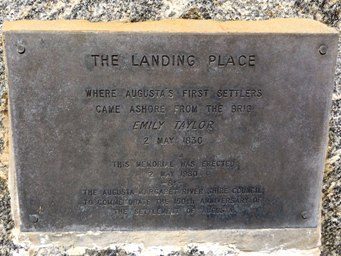 THE LANDING PLACE
WHERE AUGUSTA'S FIRST SETTLERS
CAME ASHORE FROM THE BRIG
EMILY TAYLOR
2 MAY 1830
THIS MEMORIAL WAS ERECTED
2 MAY 1980
BY
THE AUGUSTA MARGARET RIVER SHIRE COUNCIL
TO COMMEMORATE THE 150TH ANNIVERSARY OF
THE SETTLEMENT OF AUGUSTA